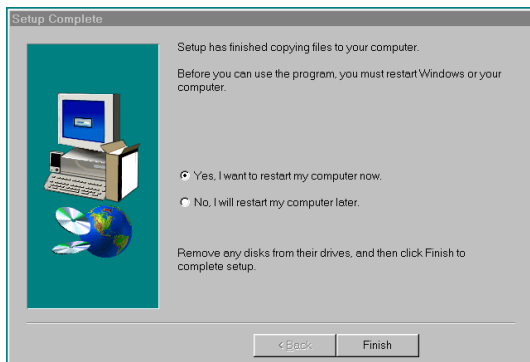 Setup Complete
Setup has finished copying files to your computer.
Before you can use the program, you must restart Windows or your
computer.
Yes, I want to restart my computer now.
No, I will restart my computer later.
Remove any disks from their drives, and then click Finish to
complete setup.
< Back
Finish